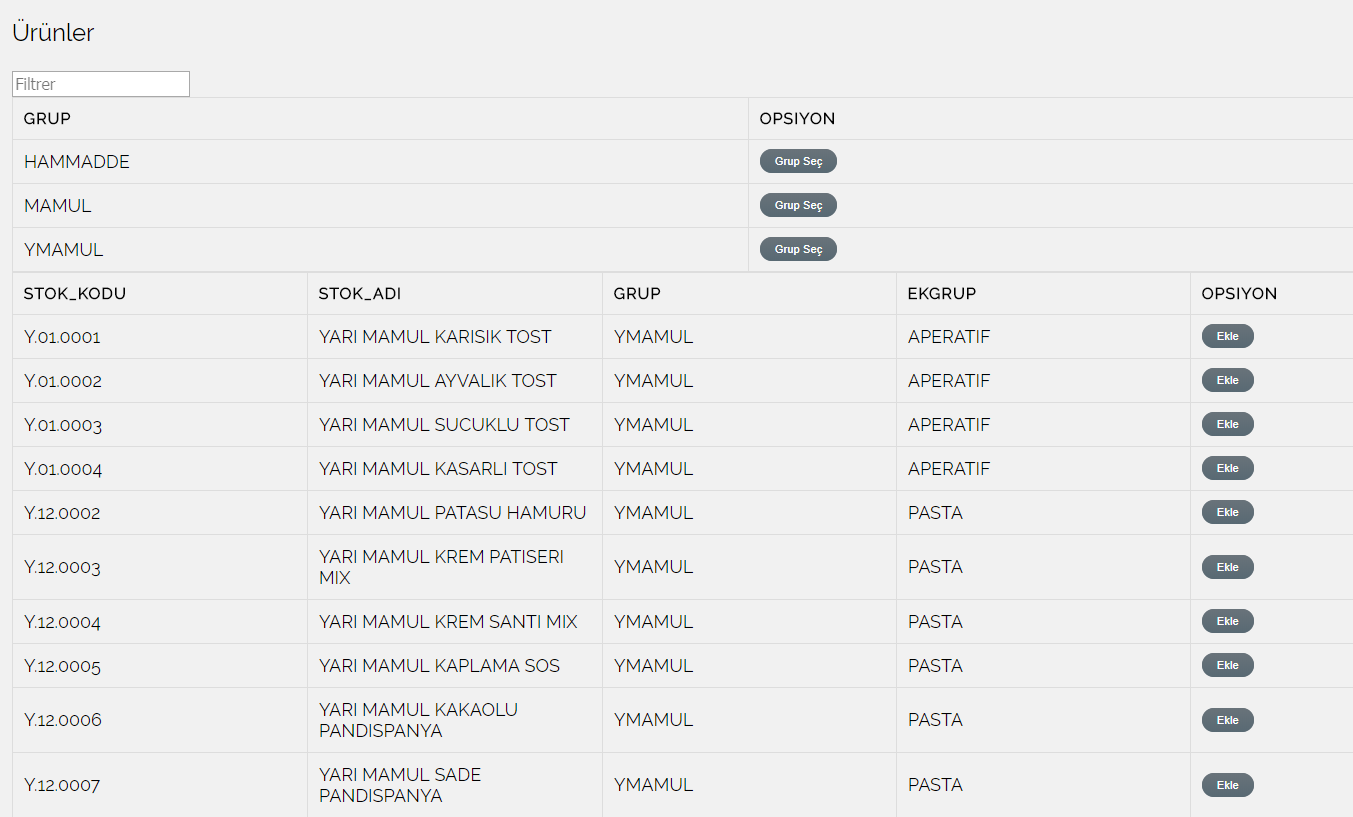 Ürünler
Filtrer
GRUP OPSIYON
HAMMADDE Grup Seç
MAMUL Grup Seç
YMAMUL Grup Seç
STOK_KODU STOK_ADI GRUP EKGRUP OPSIYON
Y.01.0001 YARI MAMUL KARISIK TOST YMAMUL APERATIF Ekle
Y.01.0002 YARI MAMUL AYVALIK TOST YMAMUL APERATIF Ekle
Y.01.0003 YARI MAMUL SUCUKLU TOST YMAMUL APERATIF Ekle
Y.01.0004 YARI MAMUL KASARLI TOST YMAMUL APERATIF Ekle
Y.12.0002 YARI MAMUL PATASU HAMURU YMAMUL PASTA Ekle
Y.12.0003 YARI MAMUL KREM PATISERI
MIX YMAMUL PASTA Ekle
Y.12.0004 YARI MAMUL KREM SANTI MIX YMAMUL PASTA Ekle
Y.12.0005 YARI MAMUL KAPLAMA SOS YMAMUL PASTA Ekle
Y.12.0006 YARI MAMUL KAKAOLU
PANDISPANYA YMAMUL PASTA Ekle
Y.12.0007 YARI MAMUL SADE
PANDISPANYA YMAMUL PASTA Ekle